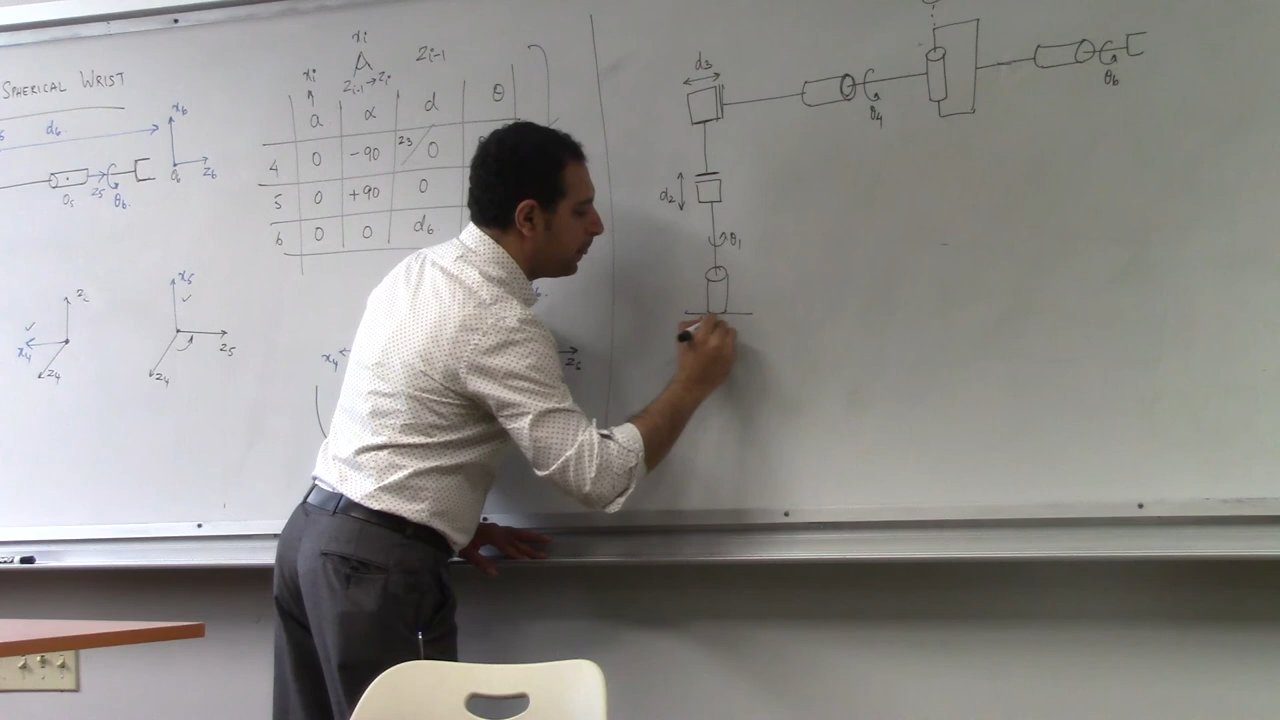 SPHERICAL WRIST
d6.
x6
z6
O6
O5
z5
θ6.
xi
Zi-1→Zi
Zi-1
xi
a α d θ
4 0 -90 0
5 0 +90 0
6 0 0 d6
x4
z4
x5
z5
z4
x4
z6
d3
d2
θ1
θ4
θ6